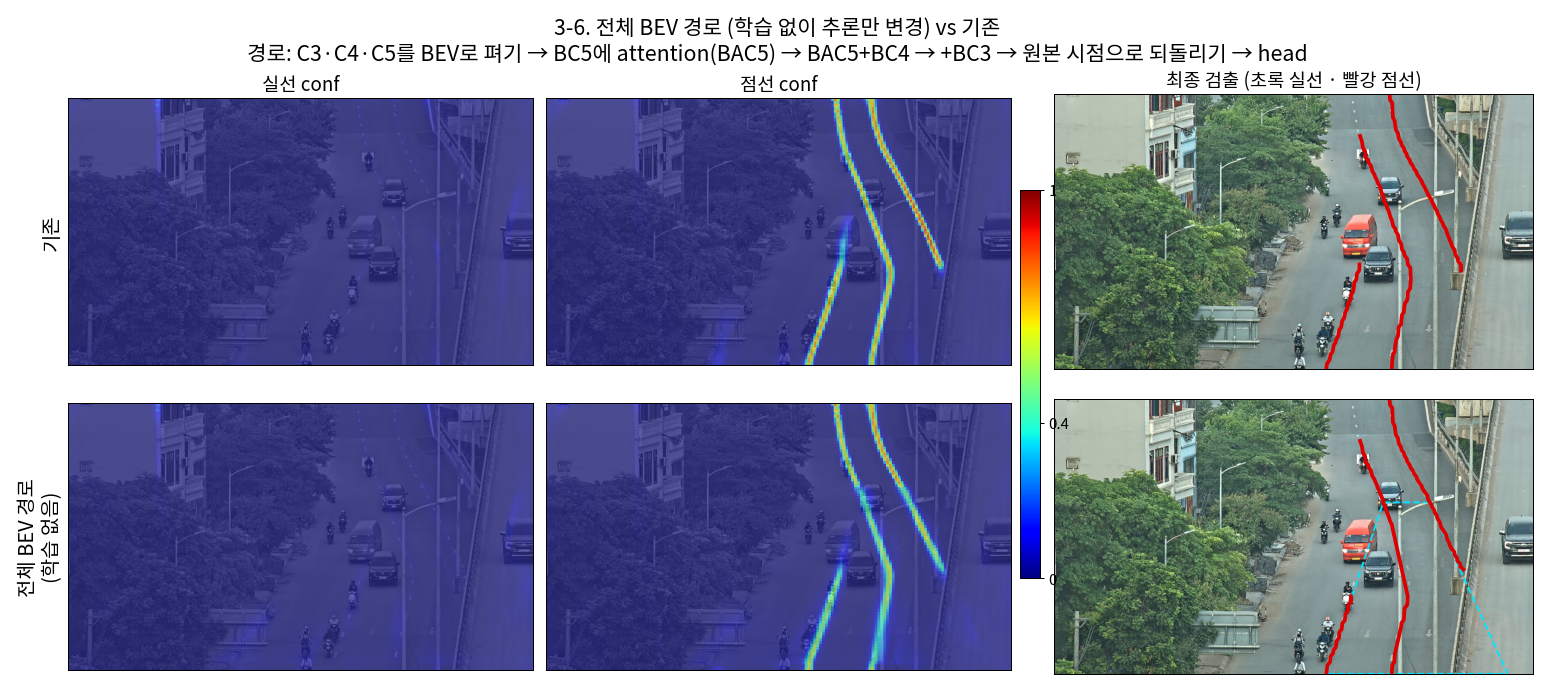 3-6. 전체 BEV 경로 (학습 없이 추론만 변경) vs 기존
경로: C3·C4·C5를 BEV로 펴기 → BC5에 attention(BAC5) → BAC5+BC4 → +BC3 → 원본 시점으로 되돌리기 → head
실선 conf
점선 conf
최종 검출 (초록 실선 · 빨강 점선)
기존
1
0.4
0
전체 BEV 경로
(학습 없음)